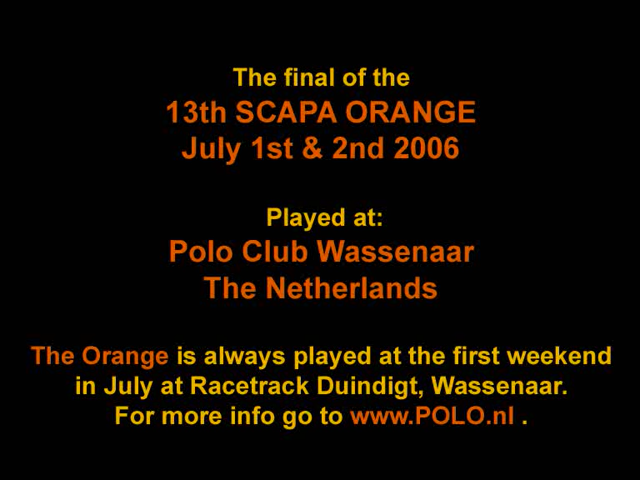 The final of the
13th SCAPA ORANGE
July 1st & 2nd 2006
Played at:
Polo Club Wassenaar
The Netherlands
The Orange is always played at the first weekend
in July at Racetrack Duindigt, Wassenaar.
For more info go to www.POLO.nl .